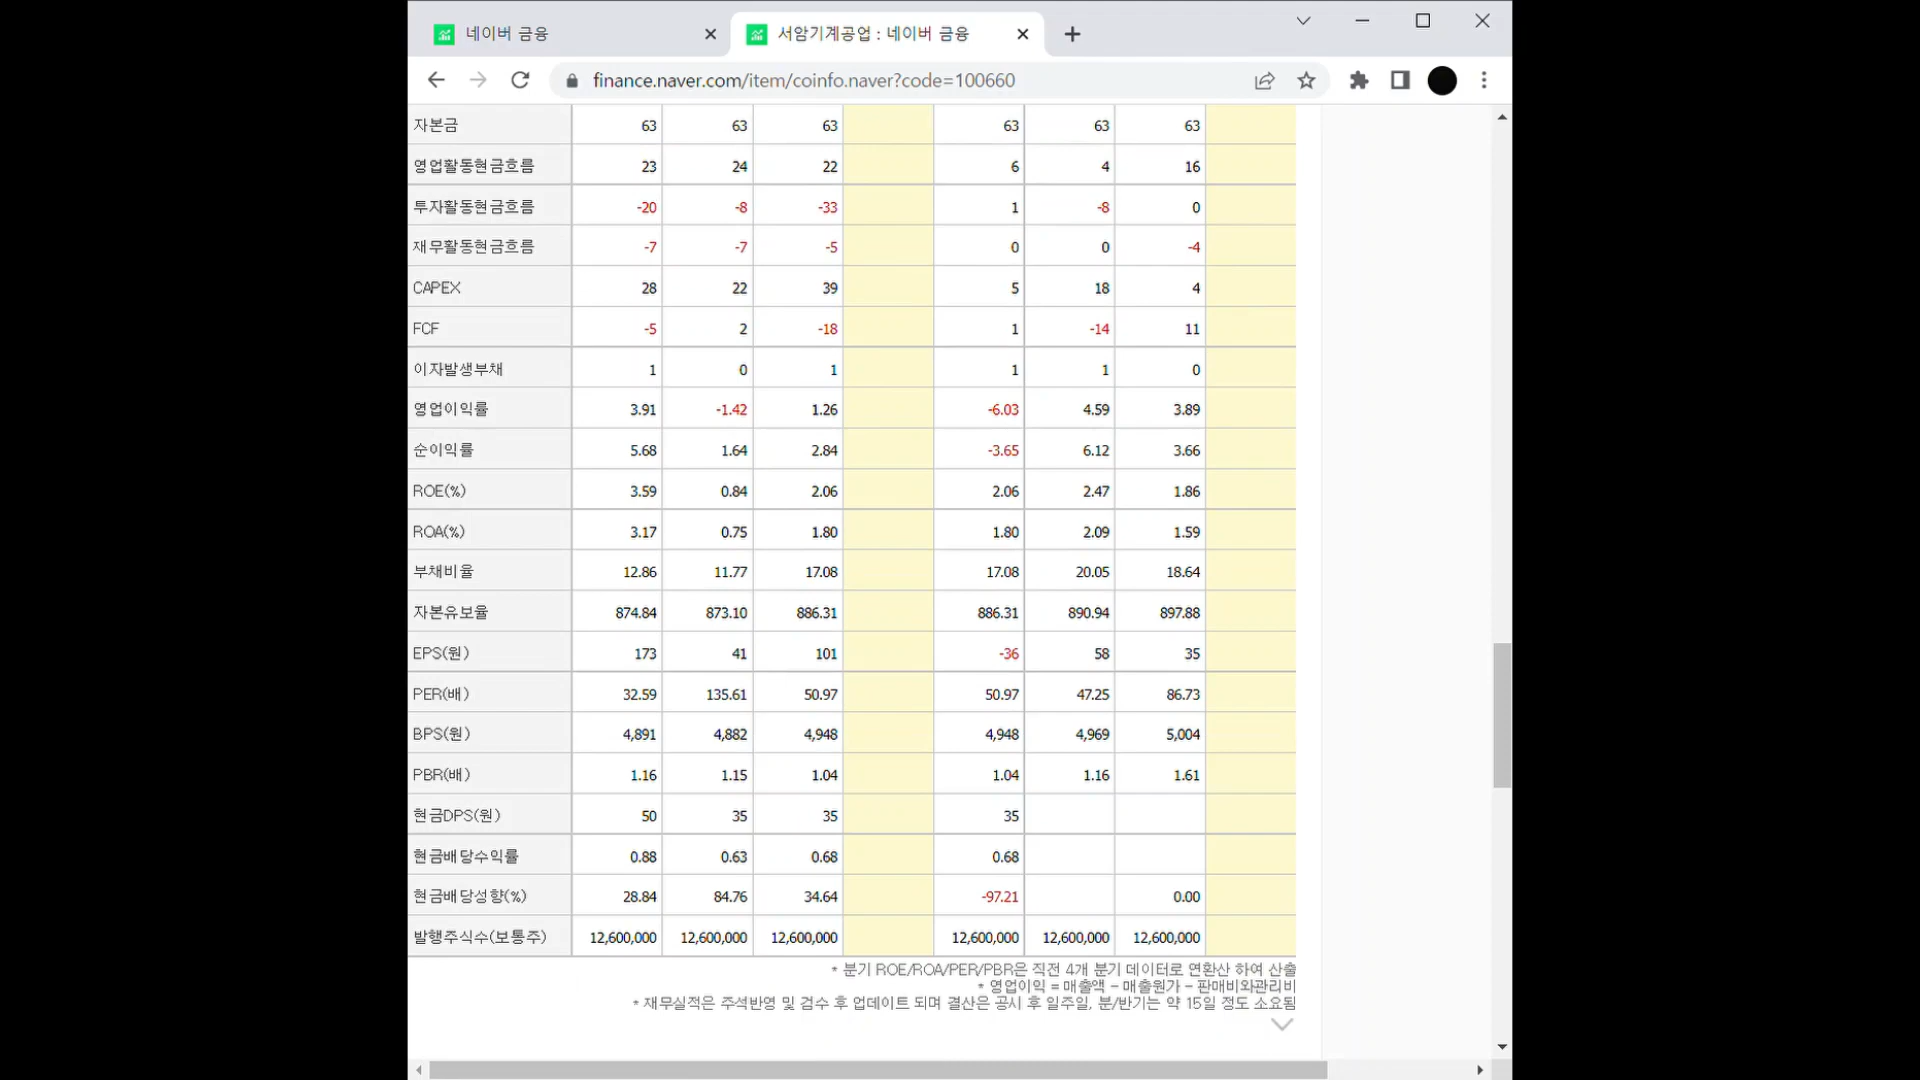 네이버 금융
서암기계공업 : 네이버 금융
finance.naver.com/item/coinfo.naver?code=100660
자본금 63 63 63 63 63 63
영업활동현금흐름 23 24 22 6 4 16
투자활동현금흐름 -20 -8 -33 1 -8 0
재무활동현금흐름 -7 -7 -5 0 0 -4
CAPEX 28 22 39 5 18 4
FCF -5 2 -18 1 -14 11
이자발생부채 1 0 1 1 1 0
영업이익률 3.91 -1.42 1.26 -6.03 4.59 3.89
순이익률 5.68 1.64 2.84 -3.65 6.12 3.66
ROE(%) 3.59 0.84 2.06 2.06 2.47 1.86
ROA(%) 3.17 0.75 1.80 1.80 2.09 1.59
부채비율 12.86 11.77 17.08 17.08 20.05 18.64
자본유보율 874.84 873.10 886.31 886.31 890.94 897.88
EPS(원) 173 41 101 -36 58 35
PER(배) 32.59 135.61 50.97 50.97 47.25 86.73
BPS(원) 4,891 4,882 4,948 4,948 4,969 5,004
PBR(배) 1.16 1.15 1.04 1.04 1.16 1.61
현금DPS(원) 50 35 35 35
현금배당수익률 0.88 0.63 0.68 0.68
현금배당성향(%) 28.84 84.76 34.64 -97.21 0.00
발행주식수(보통주) 12,600,000 12,600,000 12,600,000 12,600,000 12,600,000 12,600,000
* 분기 ROE/ROA/PER/PBR은 직전 4개 분기 데이터로 연환산 하여 산출
* 영업이익 = 매출액 - 매출원가 - 판매비와관리비
* 재무실적은 주석반영 및 검수 후 업데이트 되며 결산은 공시 후 일주일, 분/반기는 약 15일 정도 소요됨